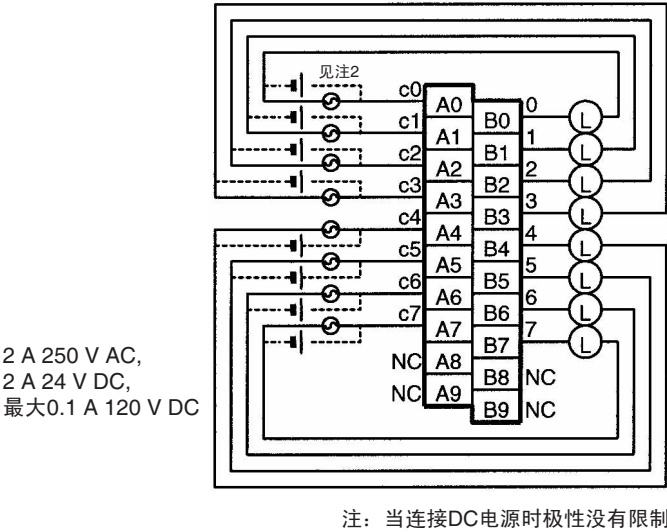 见注2
c0 A0 B0 0 L
c1 A1 B1 1 L
c2 A2 B2 2 L
c3 A3 B3 3 L
c4 A4 B4 4 L
c5 A5 B5 5 L
c6 A6 B6 6 L
c7 A7 B7 7 L
NC A8 B8 NC
NC A9 B9 NC
2 A 250 V AC,
2 A 24 V DC,
最大0.1 A 120 V DC
注：当连接DC电源时极性没有限制